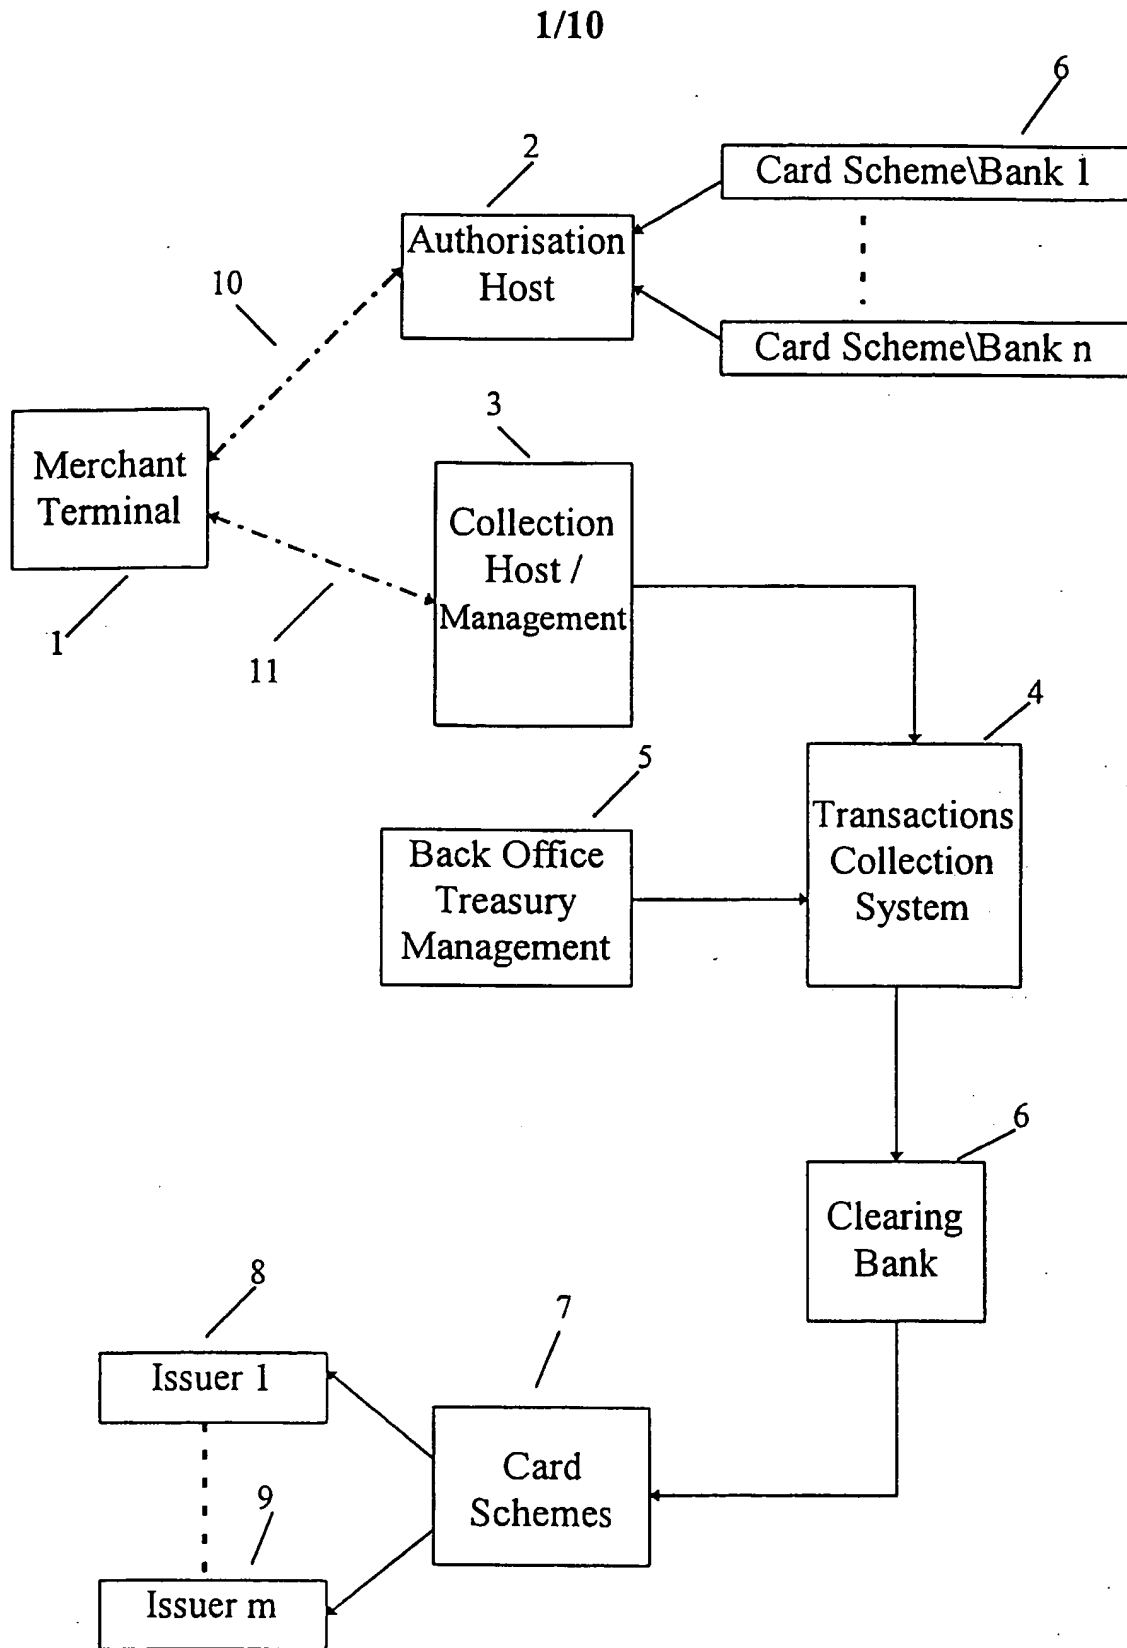 1/10
6
2
Card Scheme\Bank 1
Authorisation
Host
10
Card Scheme\Bank n
3
Merchant
Terminal
Collection
Host /
Management
1
11
4
5
Transactions
Collection
System
Back Office
Treasury
Management
6
Clearing
Bank
8
7
Issuer 1
Card
Schemes
9
Issuer m